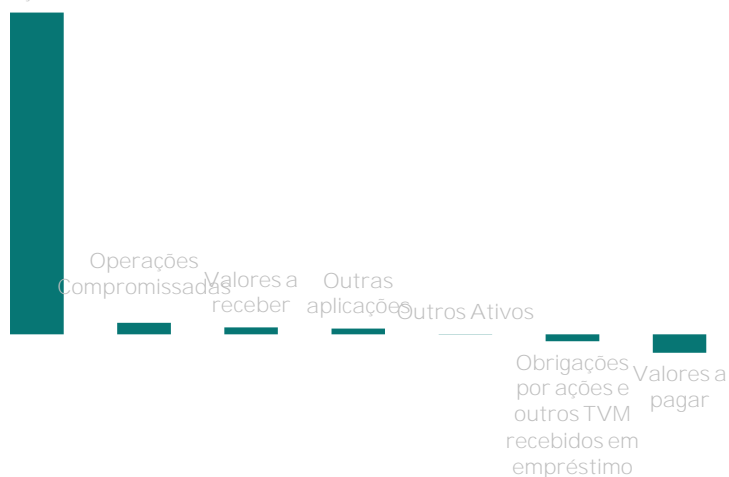 Operações
Compromissadas
Valores a
receber
Outras
aplicações
Outros Ativos
Obrigações
por ações e
outros TVM
recebidos em
empréstimo
Valores a
pagar